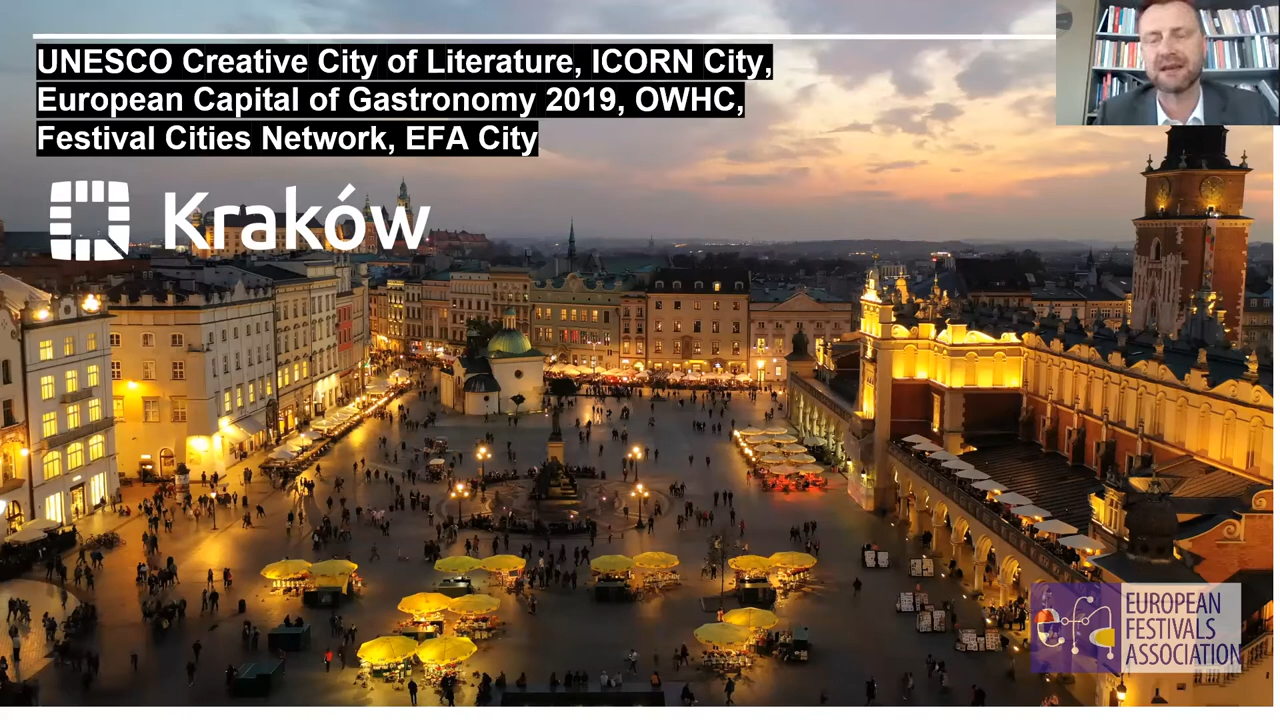 UNESCO Creative City of Literature, ICORN City,
European Capital of Gastronomy 2019, OWHC,
Festival Cities Network, EFA City
Kraków
EUROPEAN
FESTIVALS
ASSOCIATION